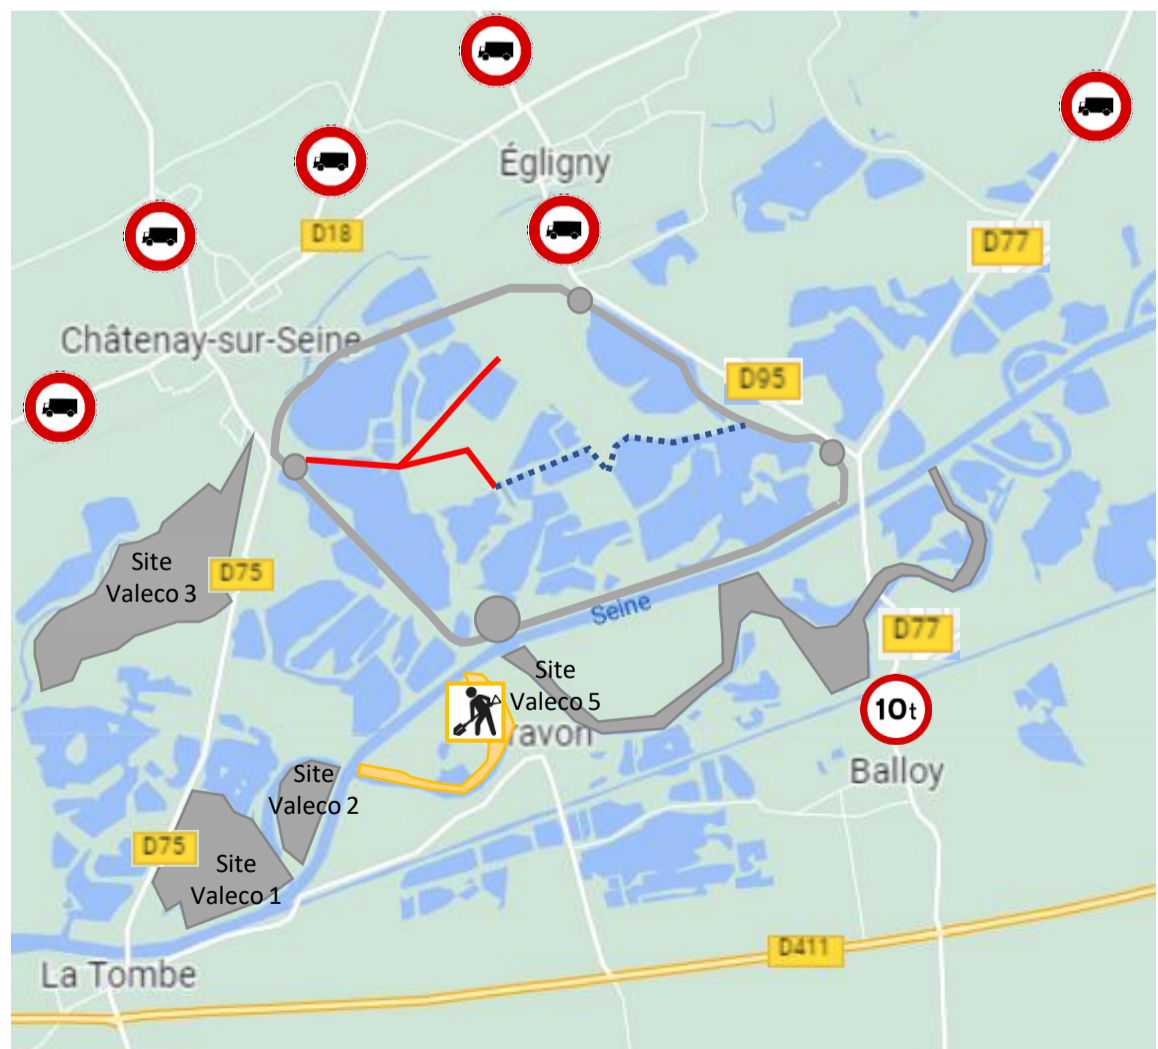 Égligny
D18
D77
Châtenay-sur-Seine
D95
Site
Valeco 3
D75
Seine
D77
Site
Valeco 5
ravon
10t
Site
Valeco 2
Balloy
D75
Site
Valeco 1
D411
La Tombe